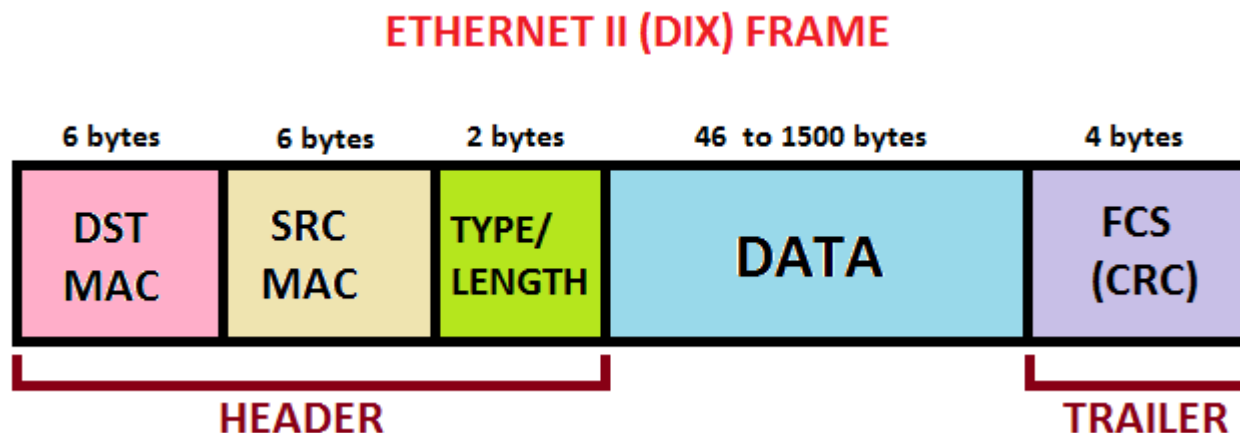 ETHERNET II (DIX) FRAME
6 bytes 6 bytes 2 bytes 46 to 1500 bytes 4 bytes
DST
MAC
SRC
MAC
TYPE/
LENGTH
DATA
FCS
(CRC)
HEADER TRAILER